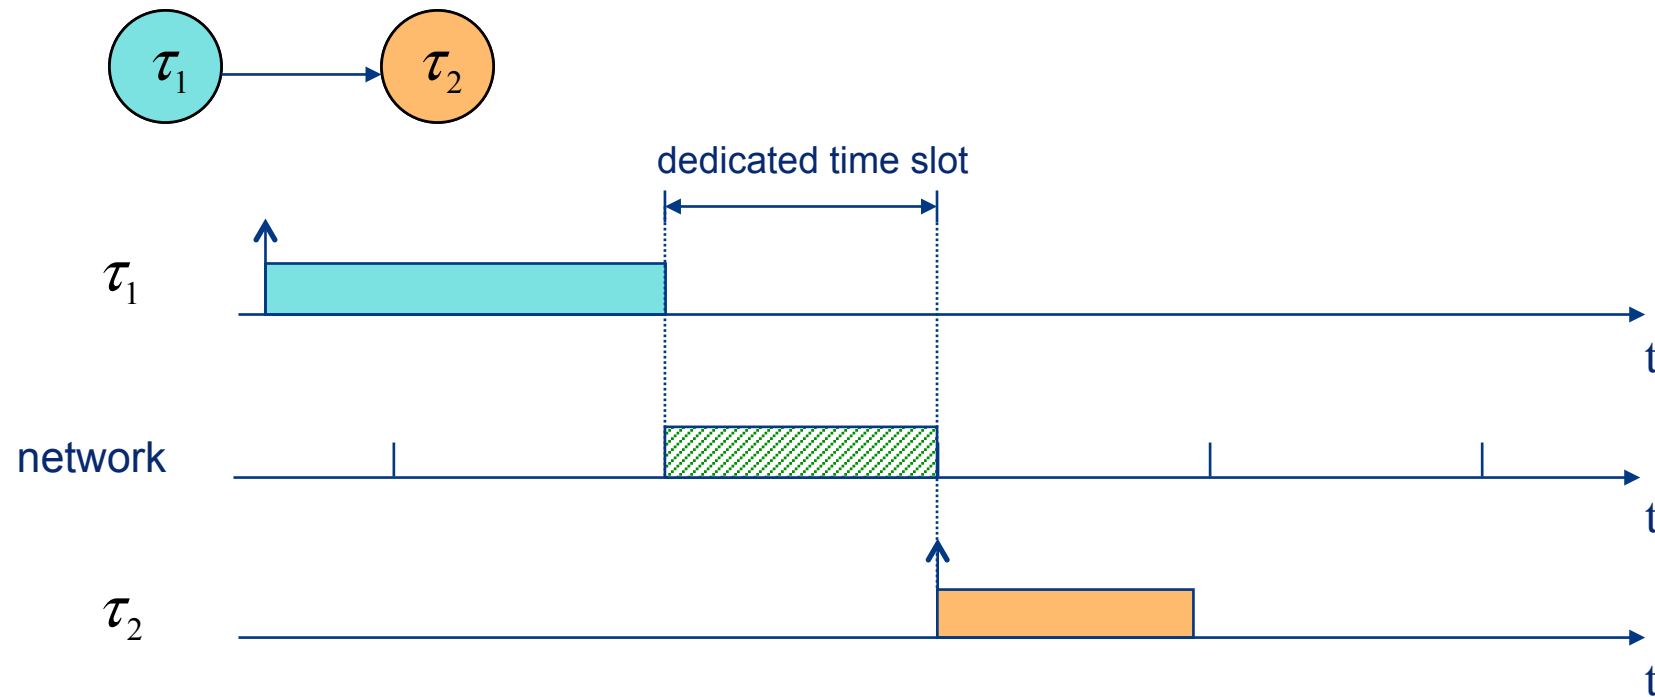 τ₁ τ₂
dedicated time slot
τ₁
t
network
t
τ₂
t